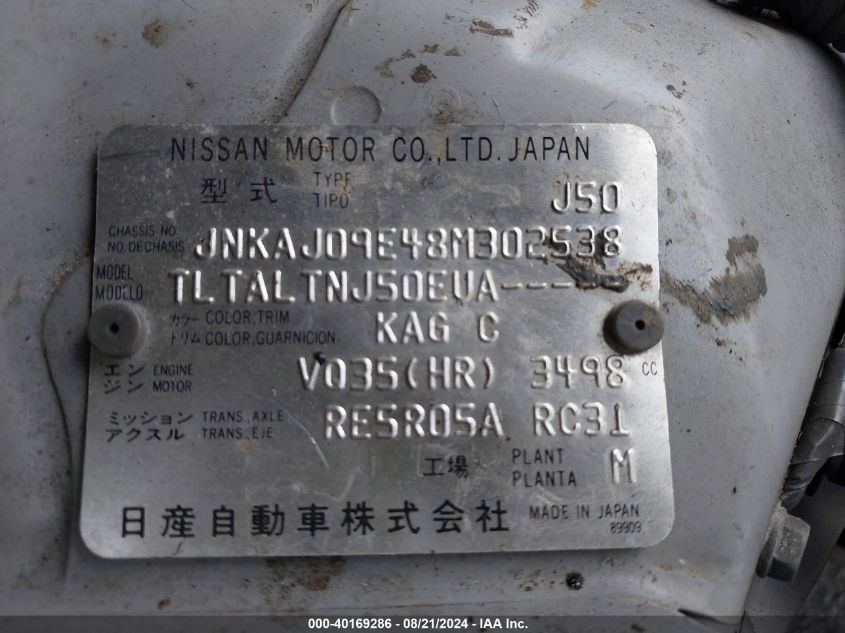 NISSAN MOTOR CO.,LTD. JAPAN
型式 TYPE TIPO J50
CHASSIS NO
NO. DE CHASIS JNKAJ09E48M302538
MODEL
MODELO TLTALTNJ50EUA-----
カラー COLOR,TRIM
トリム COLOR,GUARNICION KAG C
エン ENGINE
ジン MOTOR VQ35(HR) 3498 CC
ミッション TRANS.,AXLE
アクスル TRANS.,EJE RE5R05A RC31
工場 PLANT
PLANTA M
日産自動車株式会社 MADE IN JAPAN
89909
000-40169286 - 08/21/2024 - IAA Inc.